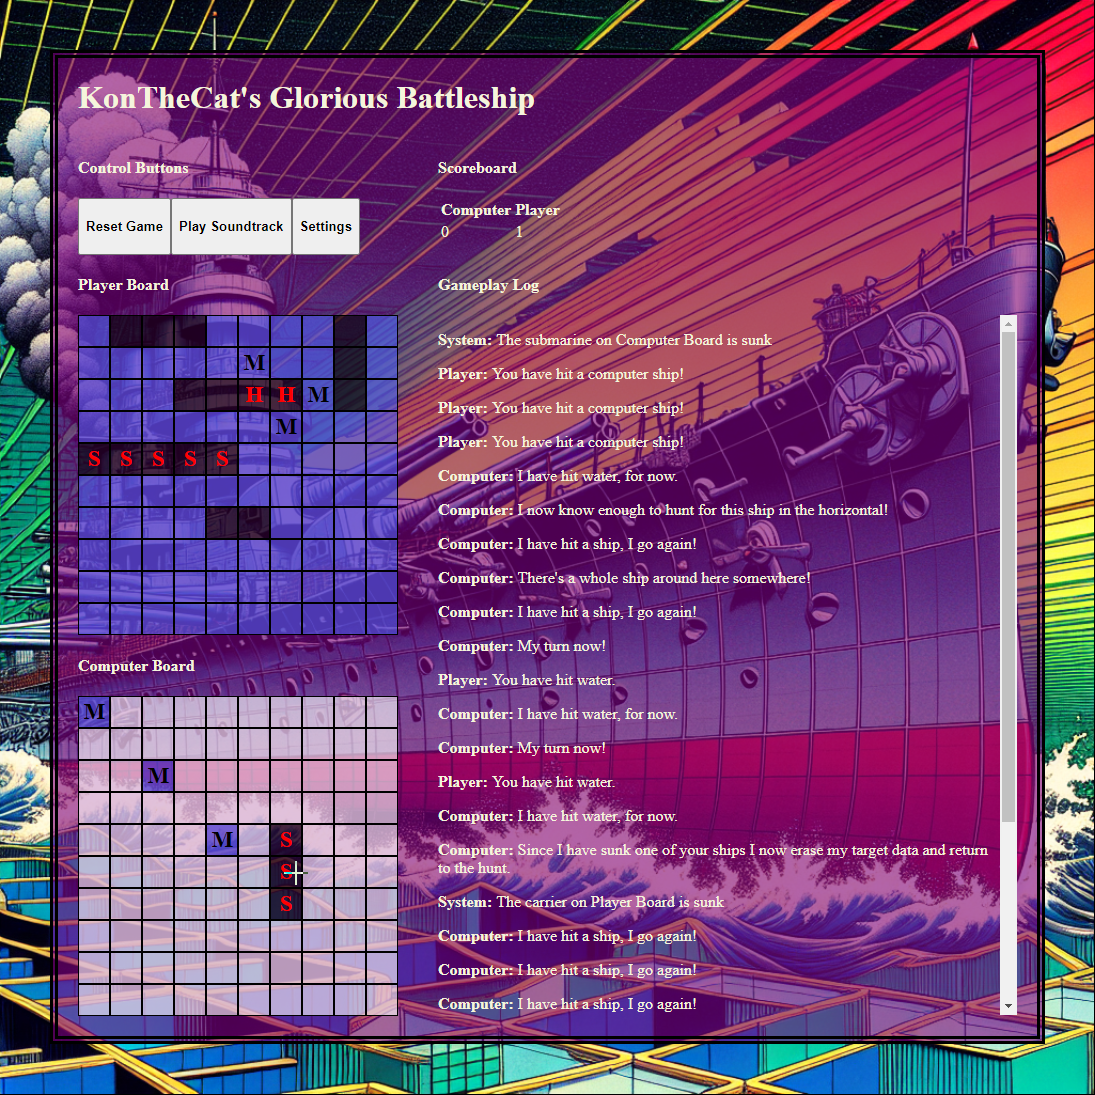 KonTheCat's Glorious Battleship
Control Buttons
Reset Game
Play Soundtrack
Settings
Scoreboard
Computer Player
0 1
Player Board
M
H H M
M
S S S S S
Computer Board
M
M
M S
S
S
Gameplay Log
System: The submarine on Computer Board is sunk
Player: You have hit a computer ship!
Player: You have hit a computer ship!
Player: You have hit a computer ship!
Computer: I have hit water, for now.
Computer: I now know enough to hunt for this ship in the horizontal!
Computer: I have hit a ship, I go again!
Computer: There's a whole ship around here somewhere!
Computer: I have hit a ship, I go again!
Computer: My turn now!
Player: You have hit water.
Computer: I have hit water, for now.
Computer: My turn now!
Player: You have hit water.
Computer: I have hit water, for now.
Computer: Since I have sunk one of your ships I now erase my target data and return
to the hunt.
System: The carrier on Player Board is sunk
Computer: I have hit a ship, I go again!
Computer: I have hit a ship, I go again!
Computer: I have hit a ship, I go again!